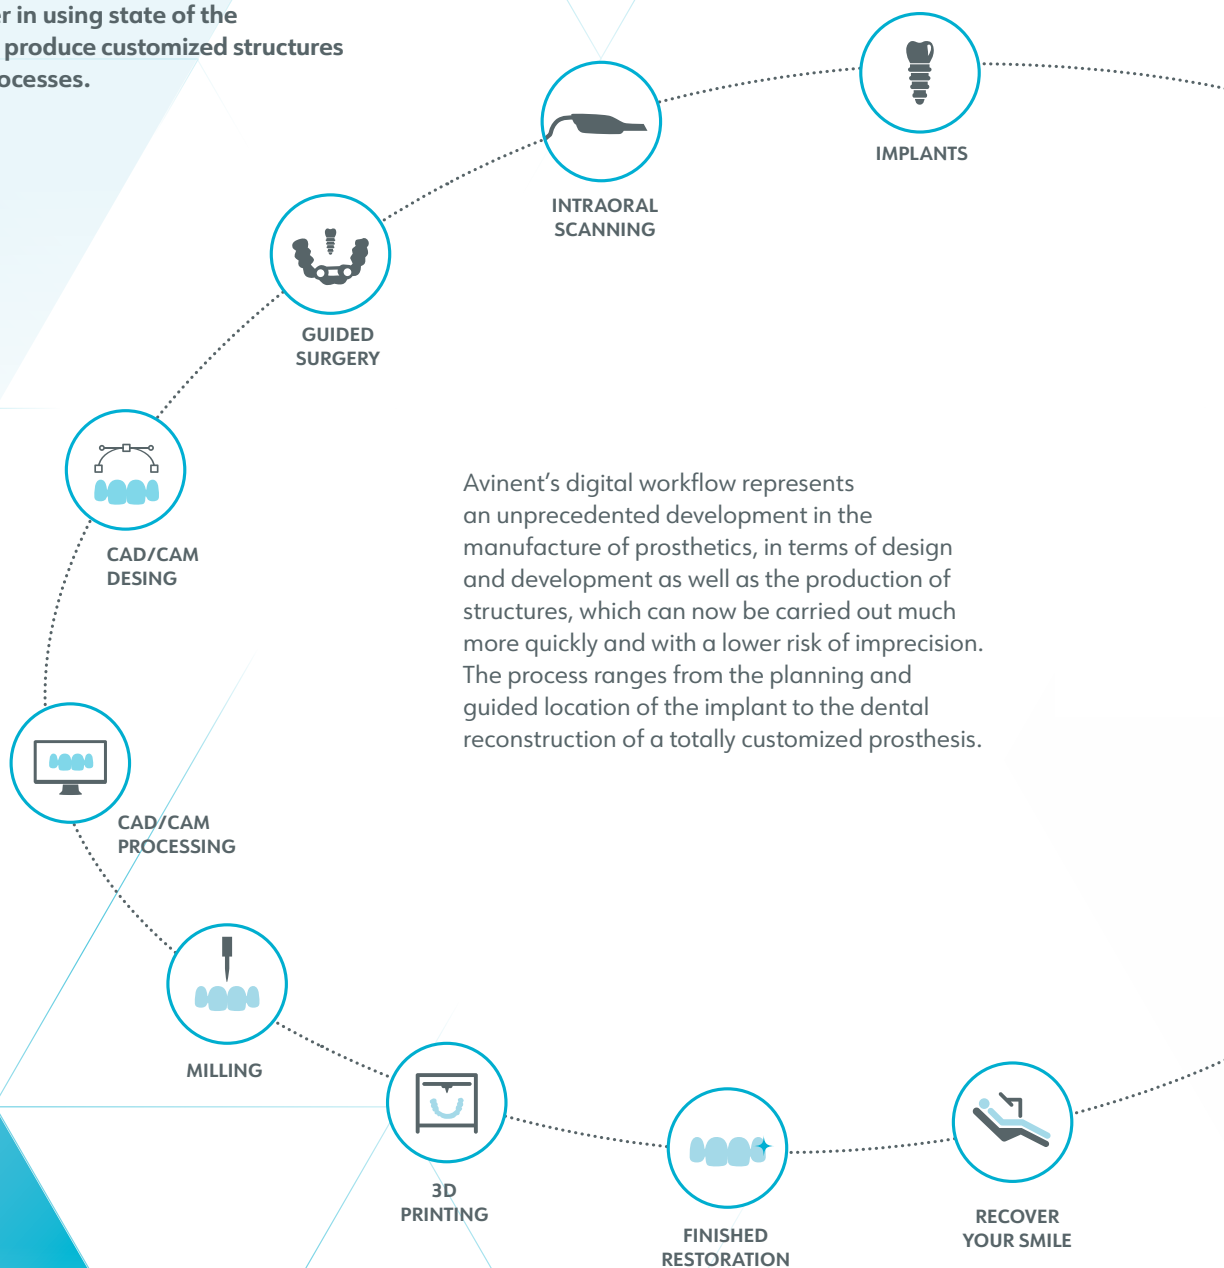 r in using state of the
produce customized structures
ocesses.
IMPLANTS
INTRAORAL
SCANNING
GUIDED
SURGERY
CAD/CAM
DESING
Avinent's digital workflow represents
an unprecedented development in the
manufacture of prosthetics, in terms of design
and development as well as the production of
structures, which can now be carried out much
more quickly and with a lower risk of imprecision.
The process ranges from the planning and
guided location of the implant to the dental
reconstruction of a totally customized prosthesis.
CAD/CAM
PROCESSING
MILLING
3D
PRINTING
FINISHED
RESTORATION
RECOVER
YOUR SMILE